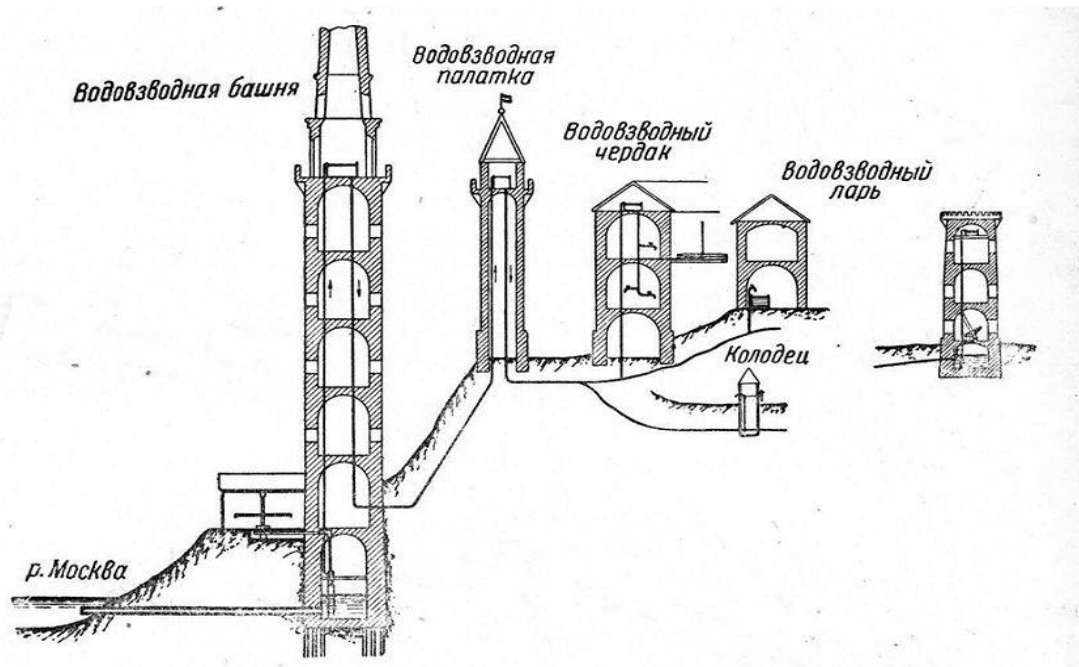 Водовзводная башня
Водовзводная
палатка
Водовзводный
чердак
Водовзводный
ларь
Колодец
р. Москва